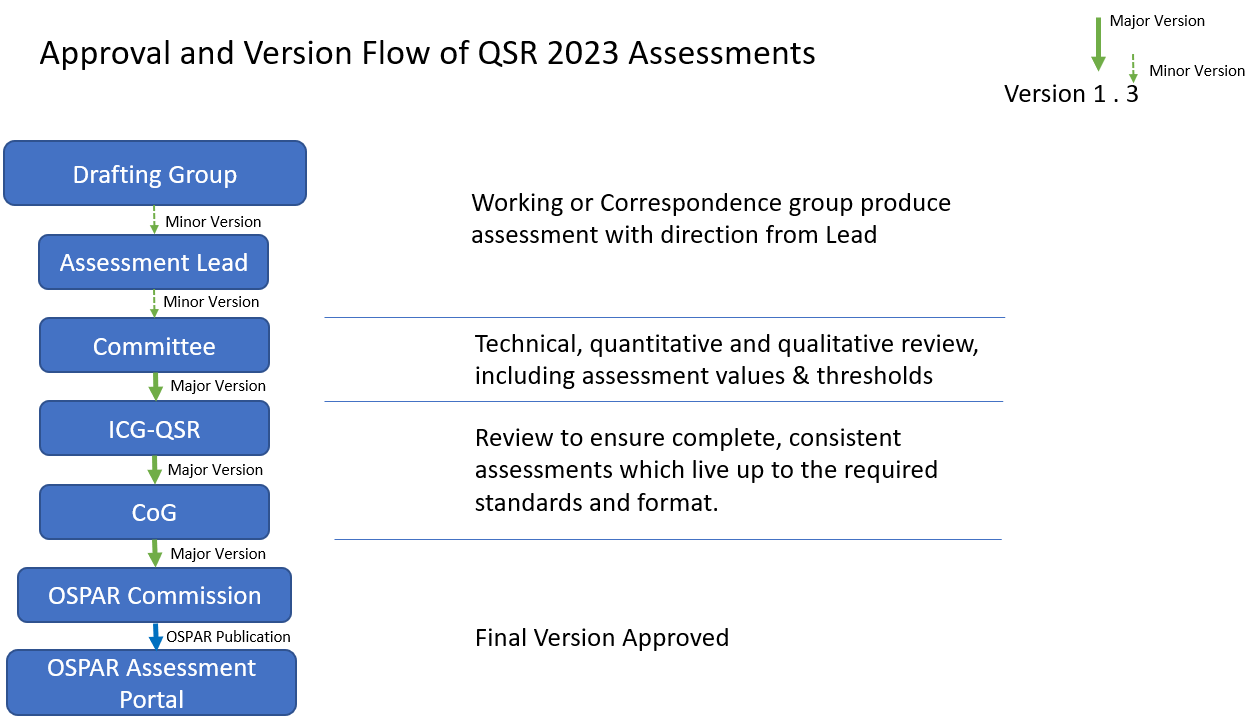 Approval and Version Flow of QSR 2023 Assessments
Major Version
Minor Version
Version 1 . 3
Drafting Group
Minor Version
Assessment Lead
Minor Version
Committee
Major Version
ICG-QSR
Major Version
CoG
Major Version
OSPAR Commission
OSPAR Publication
OSPAR Assessment
Portal
Working or Correspondence group produce
assessment with direction from Lead
Technical, quantitative and qualitative review,
including assessment values & thresholds
Review to ensure complete, consistent
assessments which live up to the required
standards and format.
Final Version Approved